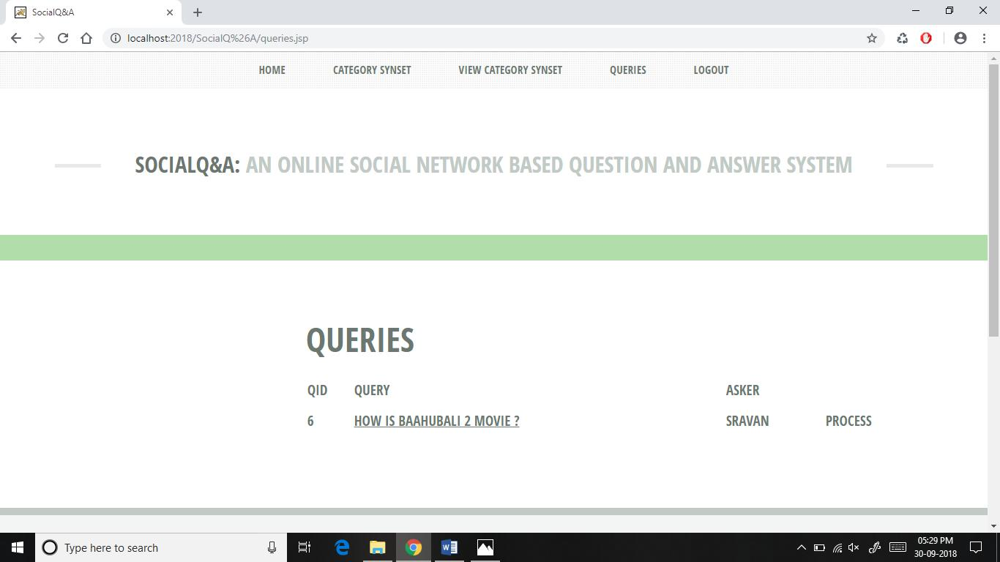 SocialQ&A
localhost:2018/SocialQ%26A/queries.jsp
HOME CATEGORY SYNSET VIEW CATEGORY SYNSET QUERIES LOGOUT
SOCIALQ&A: AN ONLINE SOCIAL NETWORK BASED QUESTION AND ANSWER SYSTEM
QUERIES
QID QUERY ASKER
6 HOW IS BAAHUBALI 2 MOVIE ? SRAVAN PROCESS
Type here to search
05:29 PM
30-09-2018